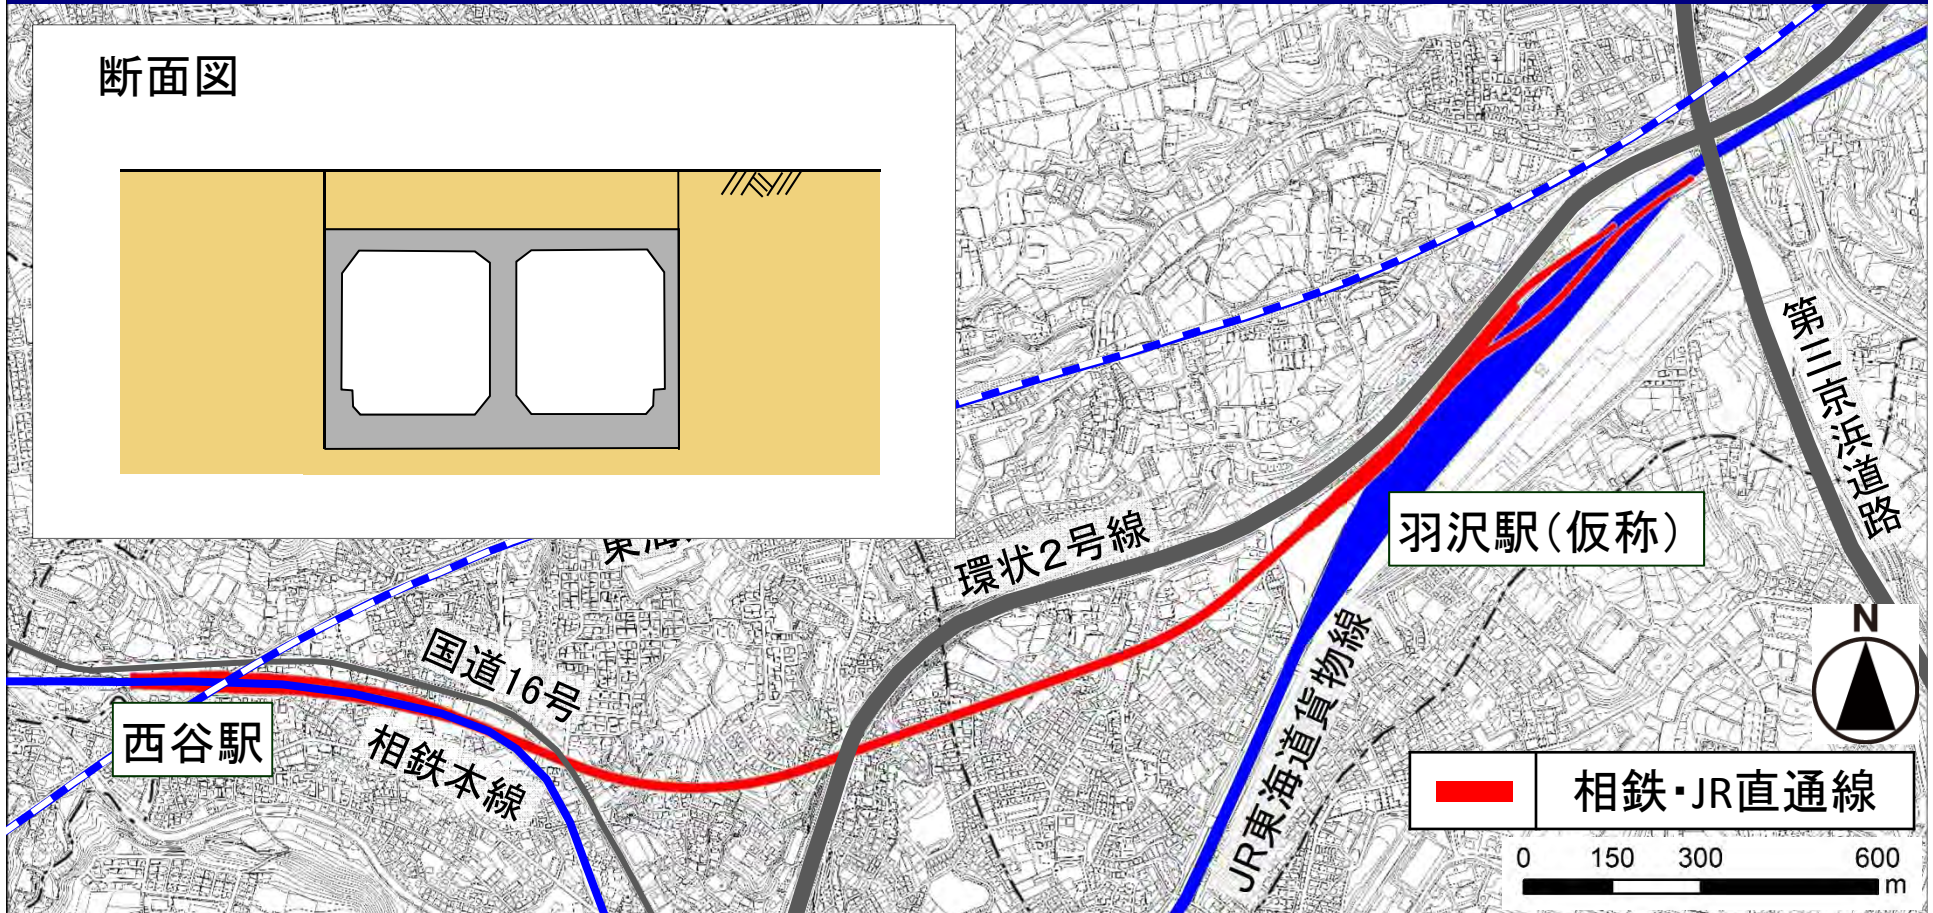 断面図
東海
環状2号線
第三京浜道路
羽沢駅(仮称)
国道16号
N
西谷駅
相鉄本線
JR東海道貨物線
相鉄・JR直通線
0 150 300 600
m